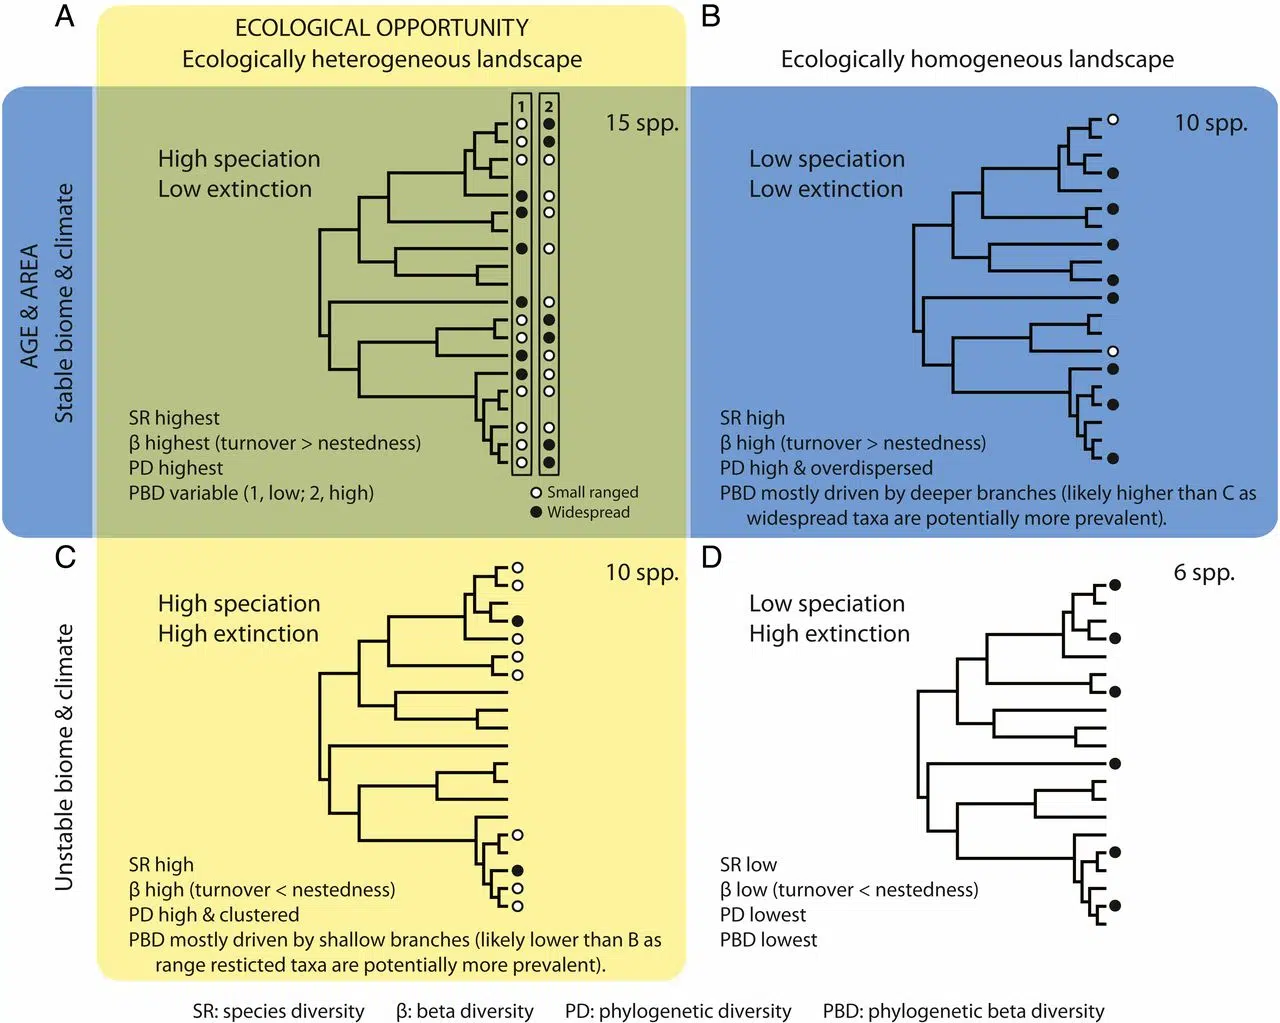 A
ECOLOGICAL OPPORTUNITY
Ecologically heterogeneous landscape
B
Ecologically homogeneous landscape
AGE & AREA
Stable biome & climate
1 2
15 spp.
High speciation
Low extinction
SR highest
β highest (turnover > nestedness)
PD highest
PBD variable (1, low; 2, high)
Small ranged
Widespread
10 spp.
Low speciation
Low extinction
SR high
β high (turnover > nestedness)
PD high & overdispersed
PBD mostly driven by deeper branches (likely higher than C as
widespread taxa are potentially more prevalent).
C
Unstable biome & climate
10 spp.
High speciation
High extinction
SR high
β high (turnover < nestedness)
PD high & clustered
PBD mostly driven by shallow branches (likely lower than B as
range resticted taxa are potentially more prevalent).
D
6 spp.
Low speciation
High extinction
SR low
β low (turnover < nestedness)
PD lowest
PBD lowest
SR: species diversity β: beta diversity PD: phylogenetic diversity PBD: phylogenetic beta diversity